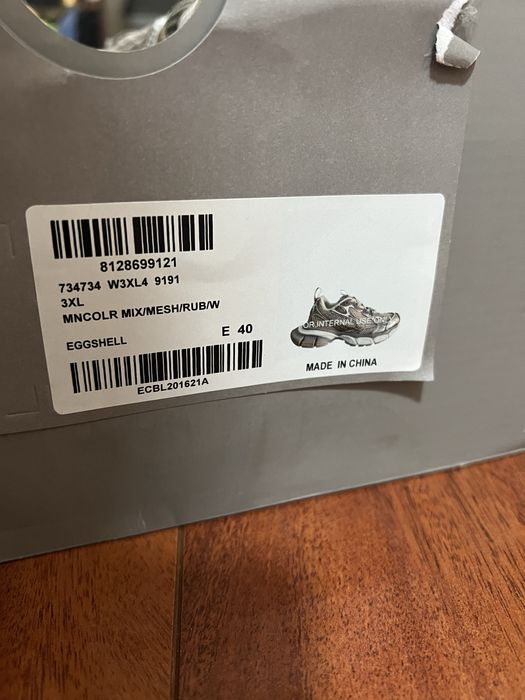 8128699121
734734 W3XL4 9191
3XL
MNCOLR MIX/MESH/RUB/W
EGGSHELL E 40
ECBL201621A
FOR INTERNAL USE ONLY
MADE IN CHINA